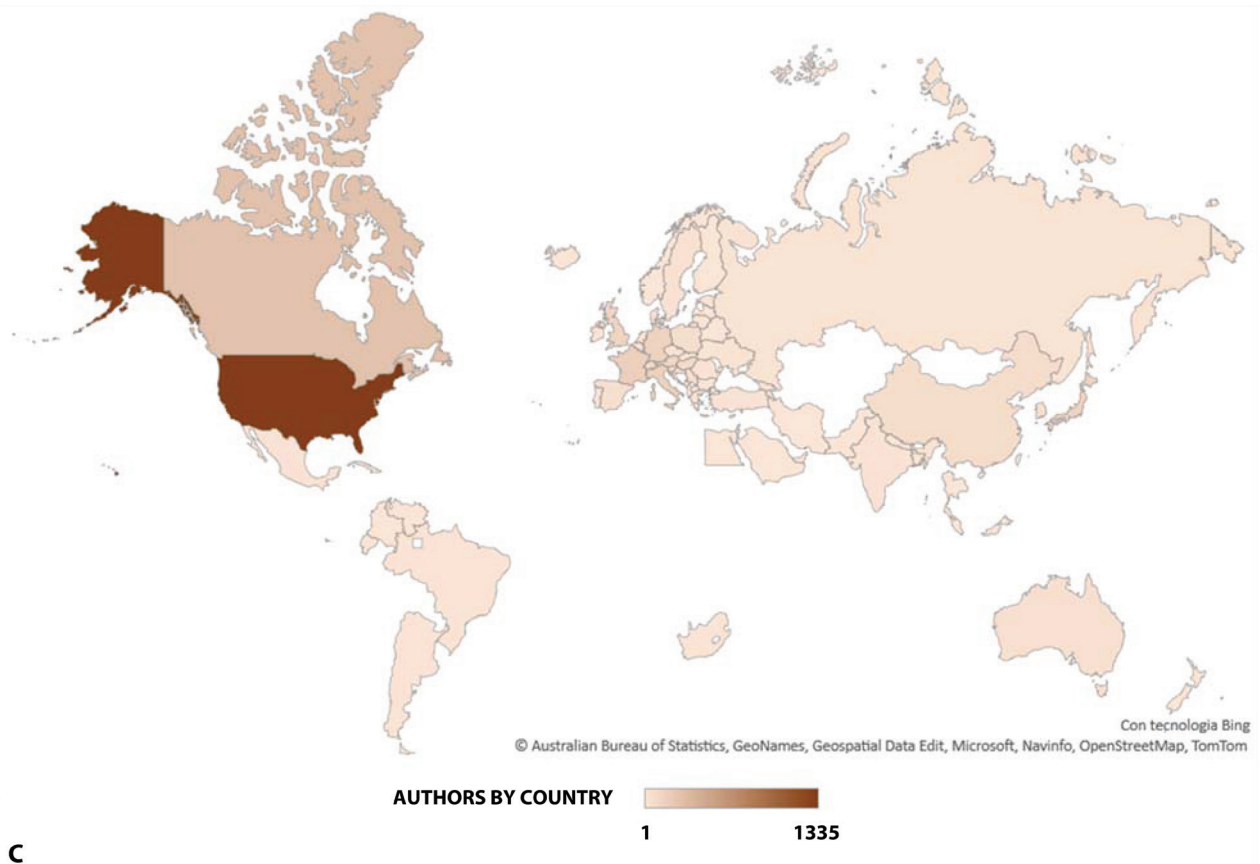 Con tecnologia Bing
© Australian Bureau of Statistics, GeoNames, Geospatial Data Edit, Microsoft, Navinfo, OpenStreetMap, TomTom
AUTHORS BY COUNTRY
1 1335
C